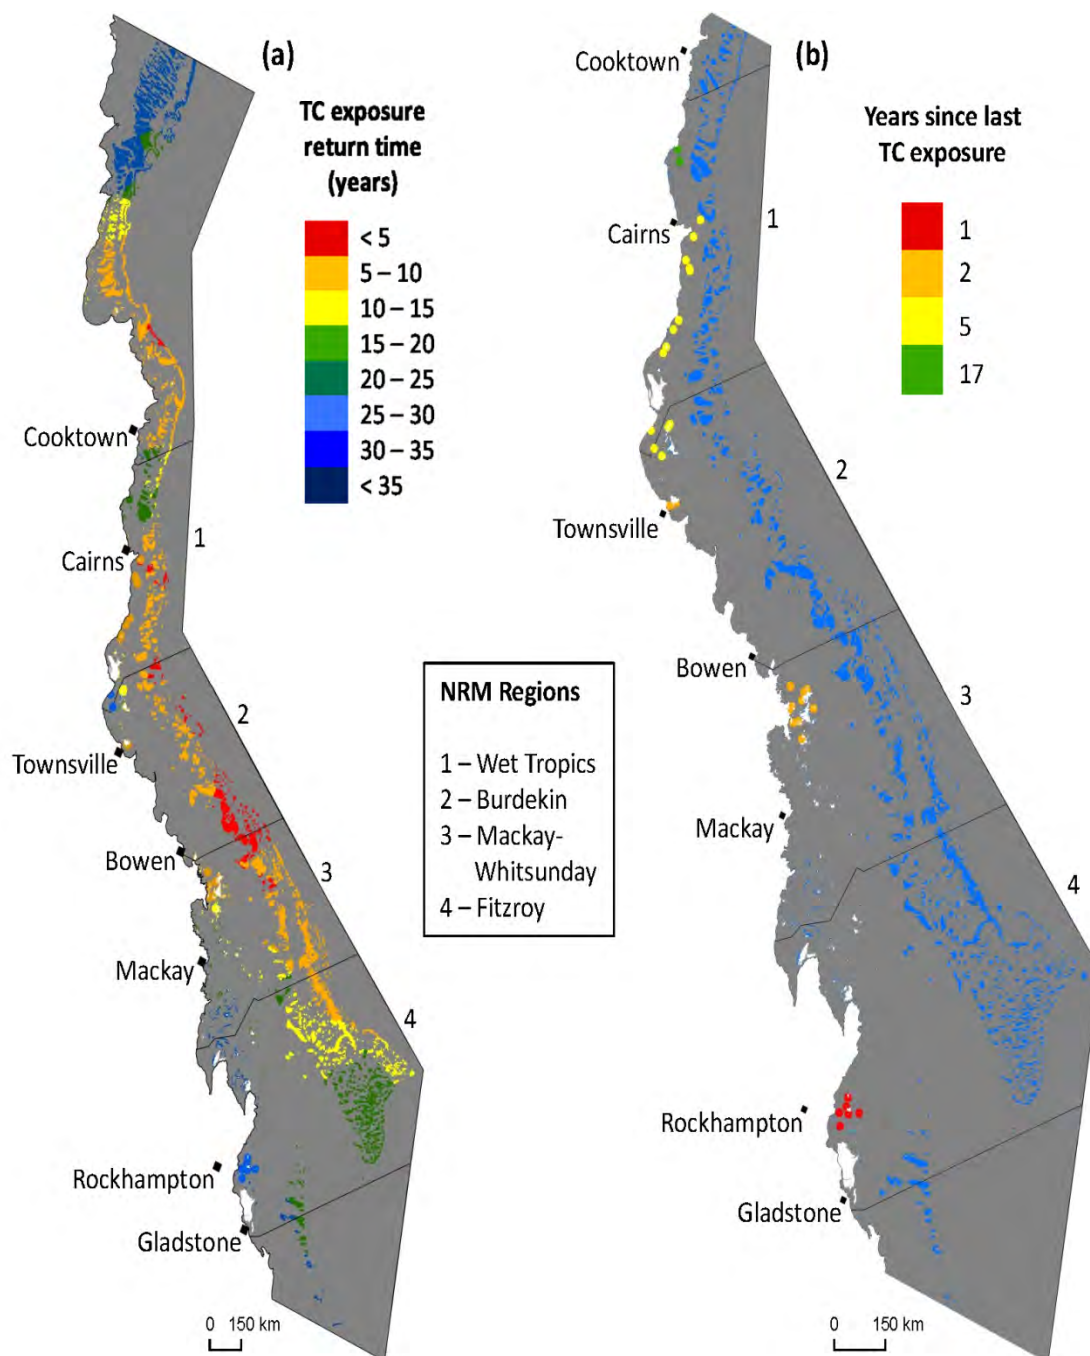 (a)
TC exposure
return time
(years)
< 5
5 – 10
10 – 15
15 – 20
20 – 25
25 – 30
30 – 35
< 35
Cooktown
1
Cairns
2
Townsville
3
Bowen
Mackay
4
Rockhampton
Gladstone
0 150 km
NRM Regions
1 – Wet Tropics
2 – Burdekin
3 – Mackay-
Whitsunday
4 – Fitzroy
(b)
Years since last
TC exposure
1
2
5
17
Cooktown
1
Cairns
2
Townsville
Bowen
3
Mackay
4
Rockhampton
Gladstone
0 150 km